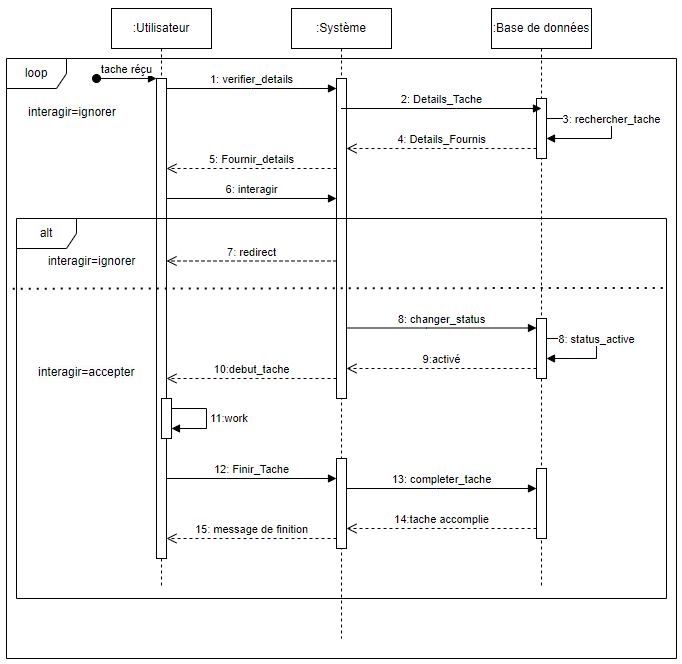 :Utilisateur
:Système
:Base de données
loop
tache réçu
interagir=ignorer
1: verifier_details
2: Details_Tache
3: rechercher_tache
4: Details_Fournis
5: Fournir_details
6: interagir
alt
interagir=ignorer
7: redirect
8: changer_status
8: status_active
9:activé
interagir=accepter
10:debut_tache
11:work
12: Finir_Tache
13: completer_tache
14:tache accomplie
15: message de finition